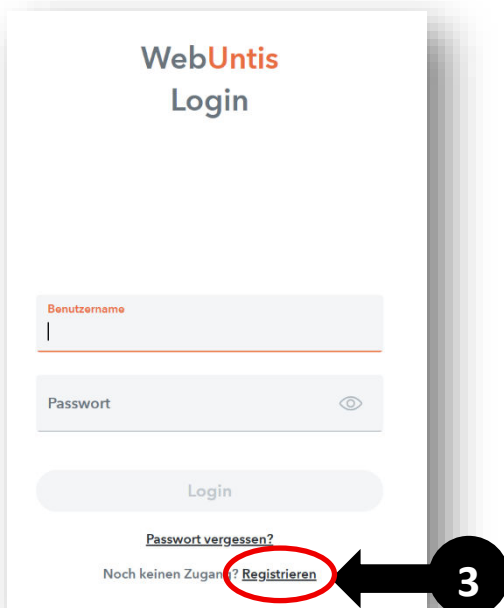 WebUntis
Login
Benutzername
Passwort
Login
Passwort vergessen?
Noch keinen Zugang? Registrieren
3